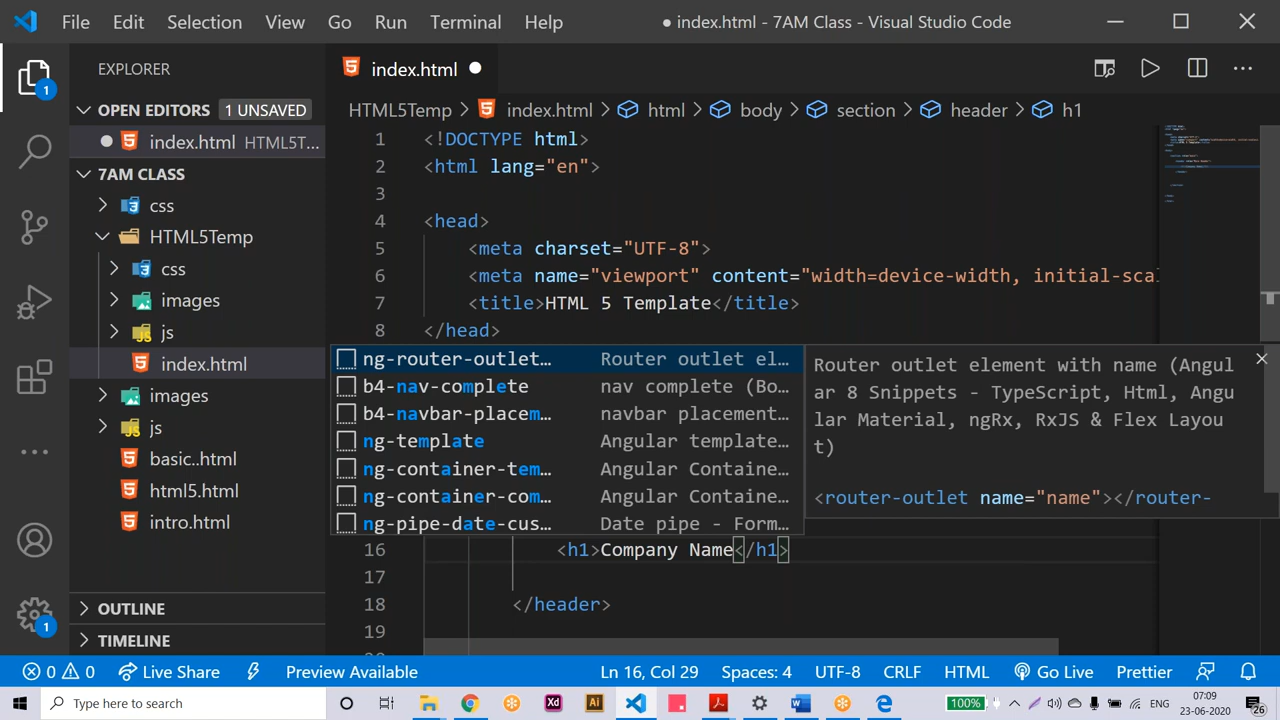 File Edit Selection View Go Run Terminal Help ● index.html - 7AM Class - Visual Studio Code
EXPLORER
index.html
OPEN EDITORS 1 UNSAVED
index.html HTML5T...
7AM CLASS
css
HTML5Temp
css
images
js
index.html
images
js
basic..html
html5.html
intro.html
OUTLINE
TIMELINE
1
1
HTML5Temp > index.html > html > body > section > header > h1
1 <!DOCTYPE html>
2 <html lang="en">
3
4 <head>
5 <meta charset="UTF-8">
6 <meta name="viewport" content="width=device-width, initial-scal
7 <title>HTML 5 Template</title>
8 </head>
ng-router-outlet... Router outlet el...
b4-nav-complete nav complete (Bo...
b4-navbar-placem... navbar placement...
ng-template Angular template...
ng-container-tem... Angular Containe...
ng-container-com... Angular Containe...
ng-pipe-date-cus... Date pipe - Form...
Router outlet element with name (Angul
ar 8 Snippets - TypeScript, Html, Angu
lar Material, ngRx, RxJS & Flex Layou
t)
<router-outlet name="name"></router-
16 <h1>Company Name</h1>
17
18 </header>
19
0 0 Live Share Preview Available Ln 16, Col 29 Spaces: 4 UTF-8 CRLF HTML Go Live Prettier
Type here to search Xd Ai 100% ENG 07:09
23-06-2020 26